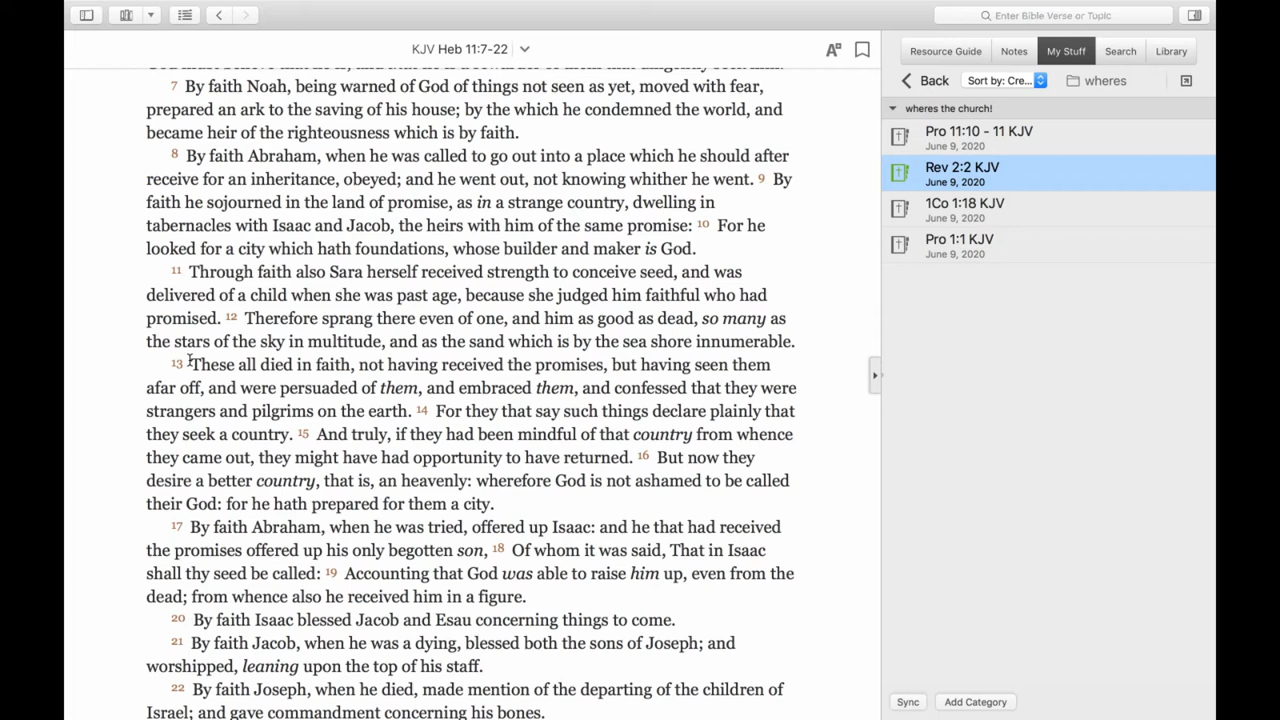 Enter Bible Verse or Topic
KJV Heb 11:7-22
7 By faith Noah, being warned of God of things not seen as yet, moved with fear,
prepared an ark to the saving of his house; by the which he condemned the world, and
became heir of the righteousness which is by faith.
8 By faith Abraham, when he was called to go out into a place which he should after
receive for an inheritance, obeyed; and he went out, not knowing whither he went. 9 By
faith he sojourned in the land of promise, as in a strange country, dwelling in
tabernacles with Isaac and Jacob, the heirs with him of the same promise: 10 For he
looked for a city which hath foundations, whose builder and maker is God.
11 Through faith also Sara herself received strength to conceive seed, and was
delivered of a child when she was past age, because she judged him faithful who had
promised. 12 Therefore sprang there even of one, and him as good as dead, so many as
the stars of the sky in multitude, and as the sand which is by the sea shore innumerable.
13 These all died in faith, not having received the promises, but having seen them
afar off, and were persuaded of them, and embraced them, and confessed that they were
strangers and pilgrims on the earth. 14 For they that say such things declare plainly that
they seek a country. 15 And truly, if they had been mindful of that country from whence
they came out, they might have had opportunity to have returned. 16 But now they
desire a better country, that is, an heavenly: wherefore God is not ashamed to be called
their God: for he hath prepared for them a city.
17 By faith Abraham, when he was tried, offered up Isaac: and he that had received
the promises offered up his only begotten son, 18 Of whom it was said, That in Isaac
shall thy seed be called: 19 Accounting that God was able to raise him up, even from the
dead; from whence also he received him in a figure.
20 By faith Isaac blessed Jacob and Esau concerning things to come.
21 By faith Jacob, when he was a dying, blessed both the sons of Joseph; and
worshipped, leaning upon the top of his staff.
22 By faith Joseph, when he died, made mention of the departing of the children of
Israel; and gave commandment concerning his bones.
Resource Guide Notes My Stuff Search Library
Back Sort by: Cre... wheres
wheres the church!
Pro 11:10 - 11 KJV
June 9, 2020
Rev 2:2 KJV
June 9, 2020
1Co 1:18 KJV
June 9, 2020
Pro 1:1 KJV
June 9, 2020
Sync Add Category